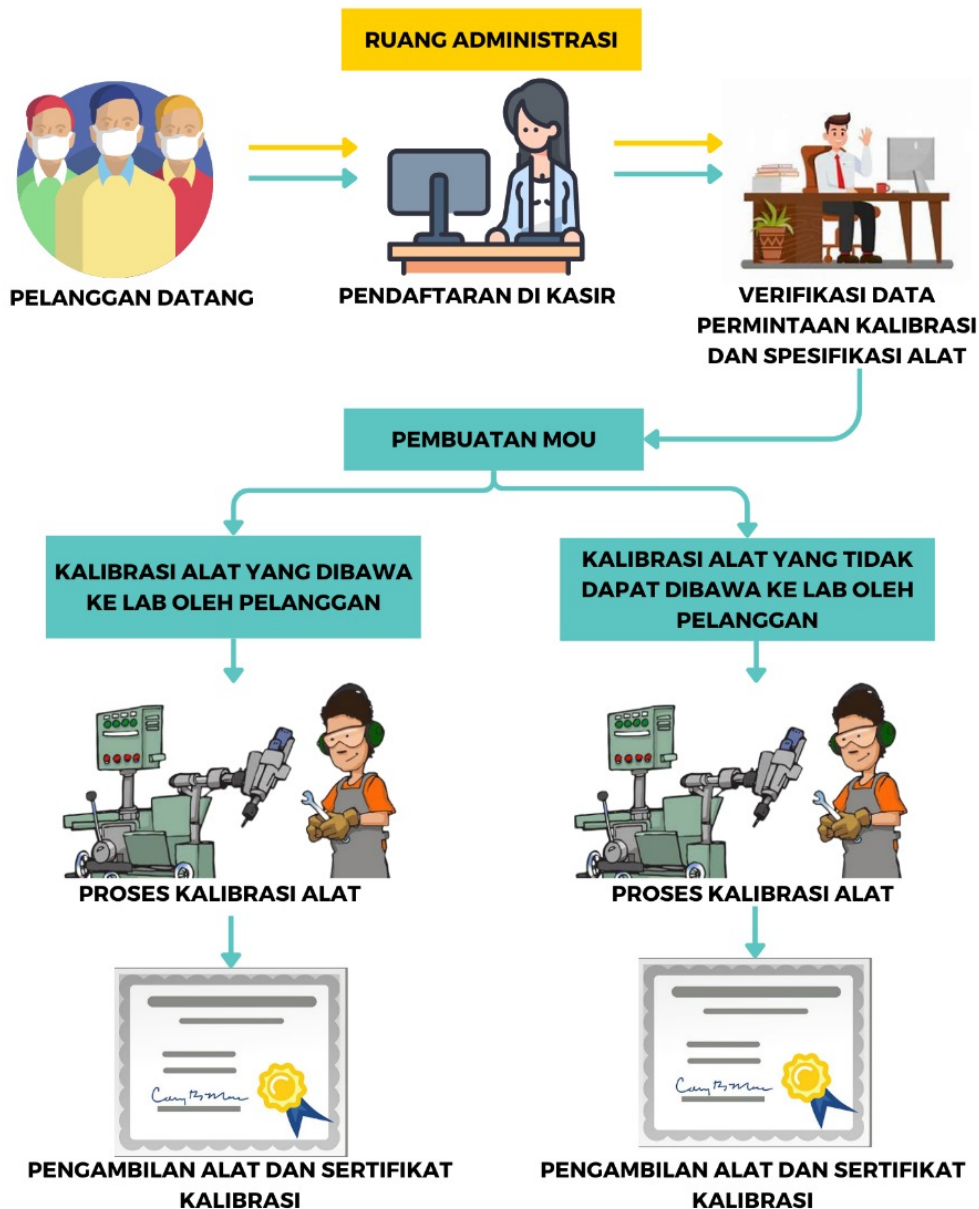 RUANG ADMINISTRASI
PELANGGAN DATANG
PENDAFTARAN DI KASIR
VERIFIKASI DATA
PERMINTAAN KALIBRASI
DAN SPESIFIKASI ALAT
PEMBUATAN MOU
KALIBRASI ALAT YANG DIBAWA
KE LAB OLEH PELANGGAN
KALIBRASI ALAT YANG TIDAK
DAPAT DIBAWA KE LAB OLEH
PELANGGAN
PROSES KALIBRASI ALAT
PROSES KALIBRASI ALAT
PENGAMBILAN ALAT DAN SERTIFIKAT
KALIBRASI
PENGAMBILAN ALAT DAN SERTIFIKAT
KALIBRASI